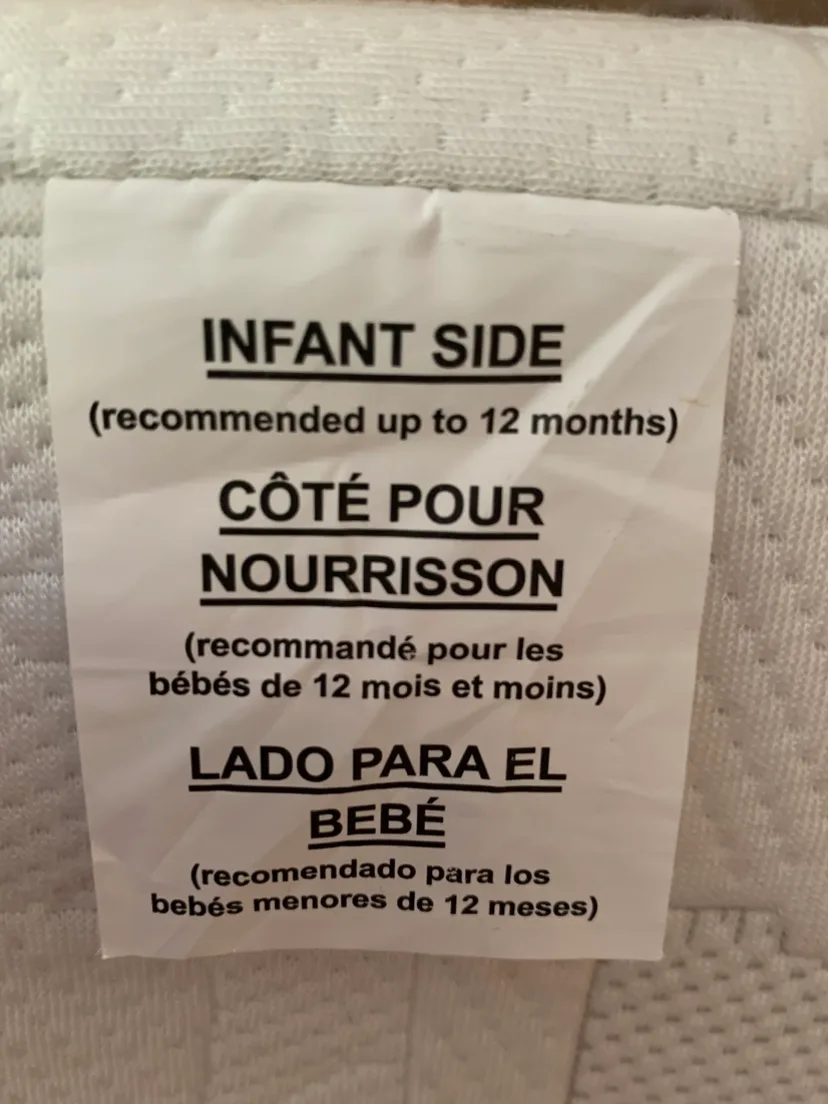 INFANT SIDE
(recommended up to 12 months)
CÔTÉ POUR
NOURRISSON
(recommandé pour les
bébés de 12 mois et moins)
LADO PARA EL
BEBÉ
(recomendado para los
bebés menores de 12 meses)